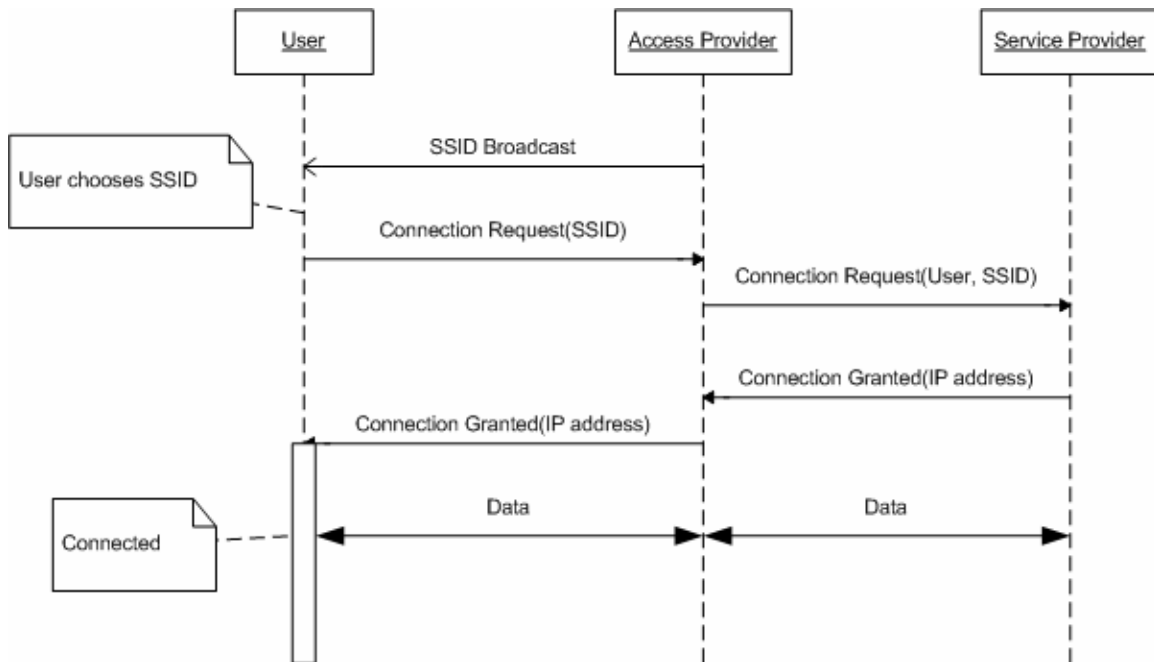 User
Access Provider
Service Provider
SSID Broadcast
User chooses SSID
Connection Request(SSID)
Connection Request(User, SSID)
Connection Granted(IP address)
Connection Granted(IP address)
Data
Data
Connected